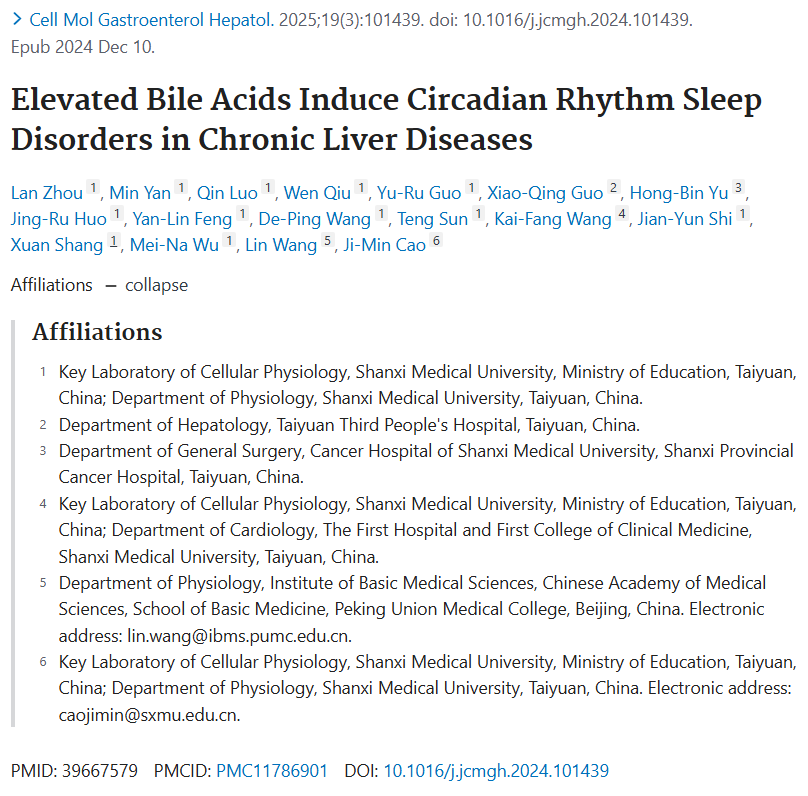 > Cell Mol Gastroenterol Hepatol. 2025;19(3):101439. doi: 10.1016/j.jcmgh.2024.101439.
Epub 2024 Dec 10.
Elevated Bile Acids Induce Circadian Rhythm Sleep
Disorders in Chronic Liver Diseases
Lan Zhou 1, Min Yan 1, Qin Luo 1, Wen Qiu 1, Yu-Ru Guo 1, Xiao-Qing Guo 2, Hong-Bin Yu 3,
Jing-Ru Huo 1, Yan-Lin Feng 1, De-Ping Wang 1, Teng Sun 1, Kai-Fang Wang 4, Jian-Yun Shi 1,
Xuan Shang 1, Mei-Na Wu 1, Lin Wang 5, Ji-Min Cao 6
Affiliations – collapse
Affiliations
1 Key Laboratory of Cellular Physiology, Shanxi Medical University, Ministry of Education, Taiyuan,
China; Department of Physiology, Shanxi Medical University, Taiyuan, China.
2 Department of Hepatology, Taiyuan Third People's Hospital, Taiyuan, China.
3 Department of General Surgery, Cancer Hospital of Shanxi Medical University, Shanxi Provincial
Cancer Hospital, Taiyuan, China.
4 Key Laboratory of Cellular Physiology, Shanxi Medical University, Ministry of Education, Taiyuan,
China; Department of Cardiology, The First Hospital and First College of Clinical Medicine,
Shanxi Medical University, Taiyuan, China.
5 Department of Physiology, Institute of Basic Medical Sciences, Chinese Academy of Medical
Sciences, School of Basic Medicine, Peking Union Medical College, Beijing, China. Electronic
address: lin.wang@ibms.pumc.edu.cn.
6 Key Laboratory of Cellular Physiology, Shanxi Medical University, Ministry of Education, Taiyuan,
China; Department of Physiology, Shanxi Medical University, Taiyuan, China. Electronic address:
caojimin@sxmu.edu.cn.
PMID: 39667579 PMCID: PMC11786901 DOI: 10.1016/j.jcmgh.2024.101439